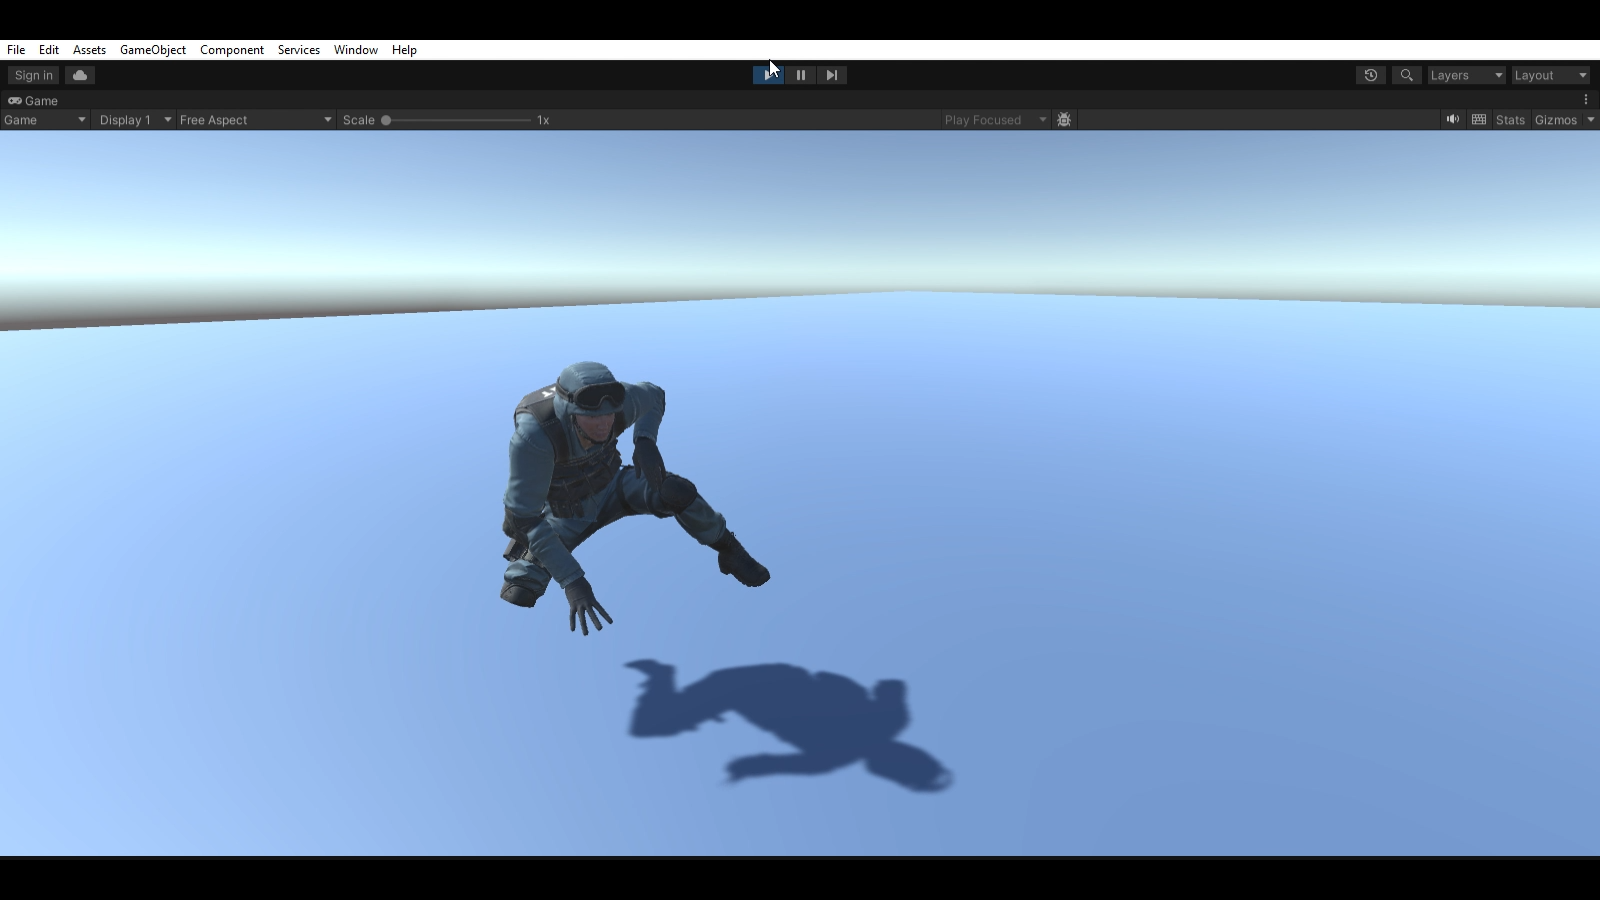 File Edit Assets GameObject Component Services Window Help
Sign in Layers Layout
Game
Game Display 1 Free Aspect Scale 1x Play Focused Stats Gizmos